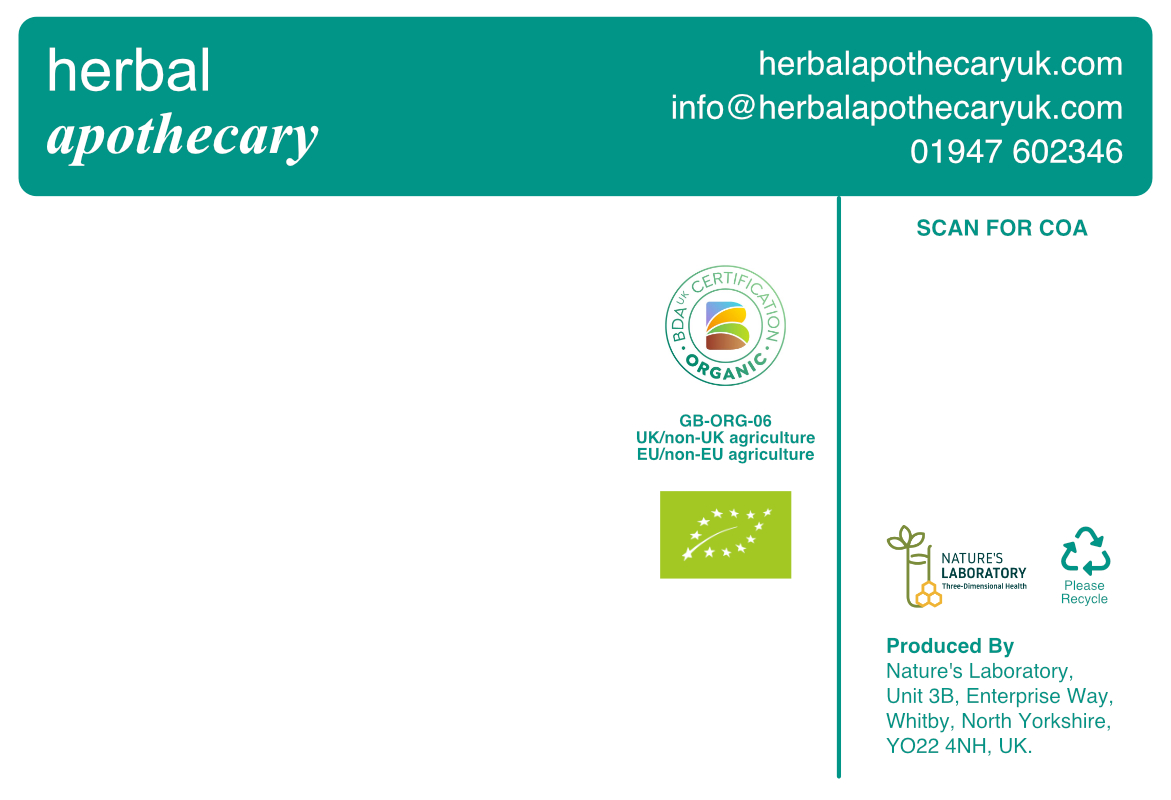 herbal
apothecary
herbalapothecaryuk.com
info@herbalapothecaryuk.com
01947 602346
SCAN FOR COA
BDA UK CERTIFICATION
• ORGANIC •
GB-ORG-06
UK/non-UK agriculture
EU/non-EU agriculture
NATURE'S
LABORATORY
Three-Dimensional Health
Please
Recycle
Produced By
Nature's Laboratory,
Unit 3B, Enterprise Way,
Whitby, North Yorkshire,
YO22 4NH, UK.